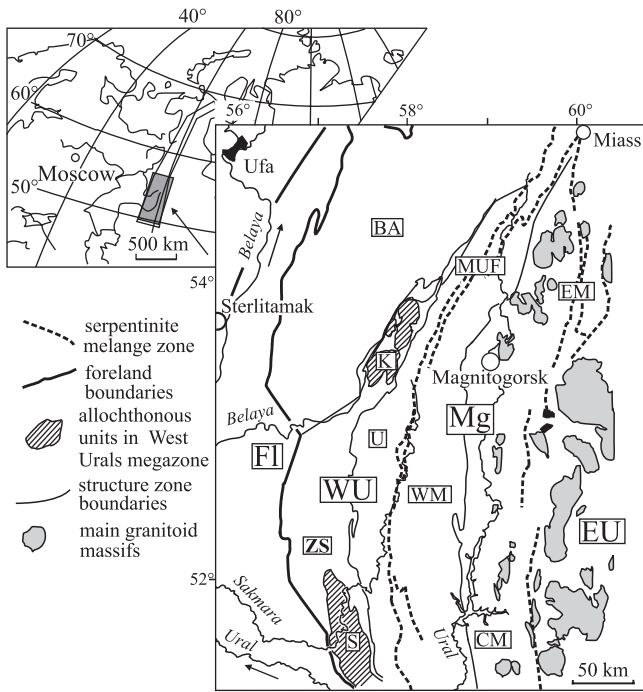 40°
80°
70°
60°
50°
Moscow
500 km
56°
58°
60°
Miass
Ufa
Belaya
BA
MUF
EM
54°
Sterlitamak
K
Magnitogorsk
Belaya
Mg
Fl
U
WU
WM
EU
ZS
52°
Sakmara
Ural
S
Ural
CM
50 km
serpentinite
melange zone
foreland
boundaries
allochthonous
units in West
Urals megazone
structure zone
boundaries
main granitoid
massifs